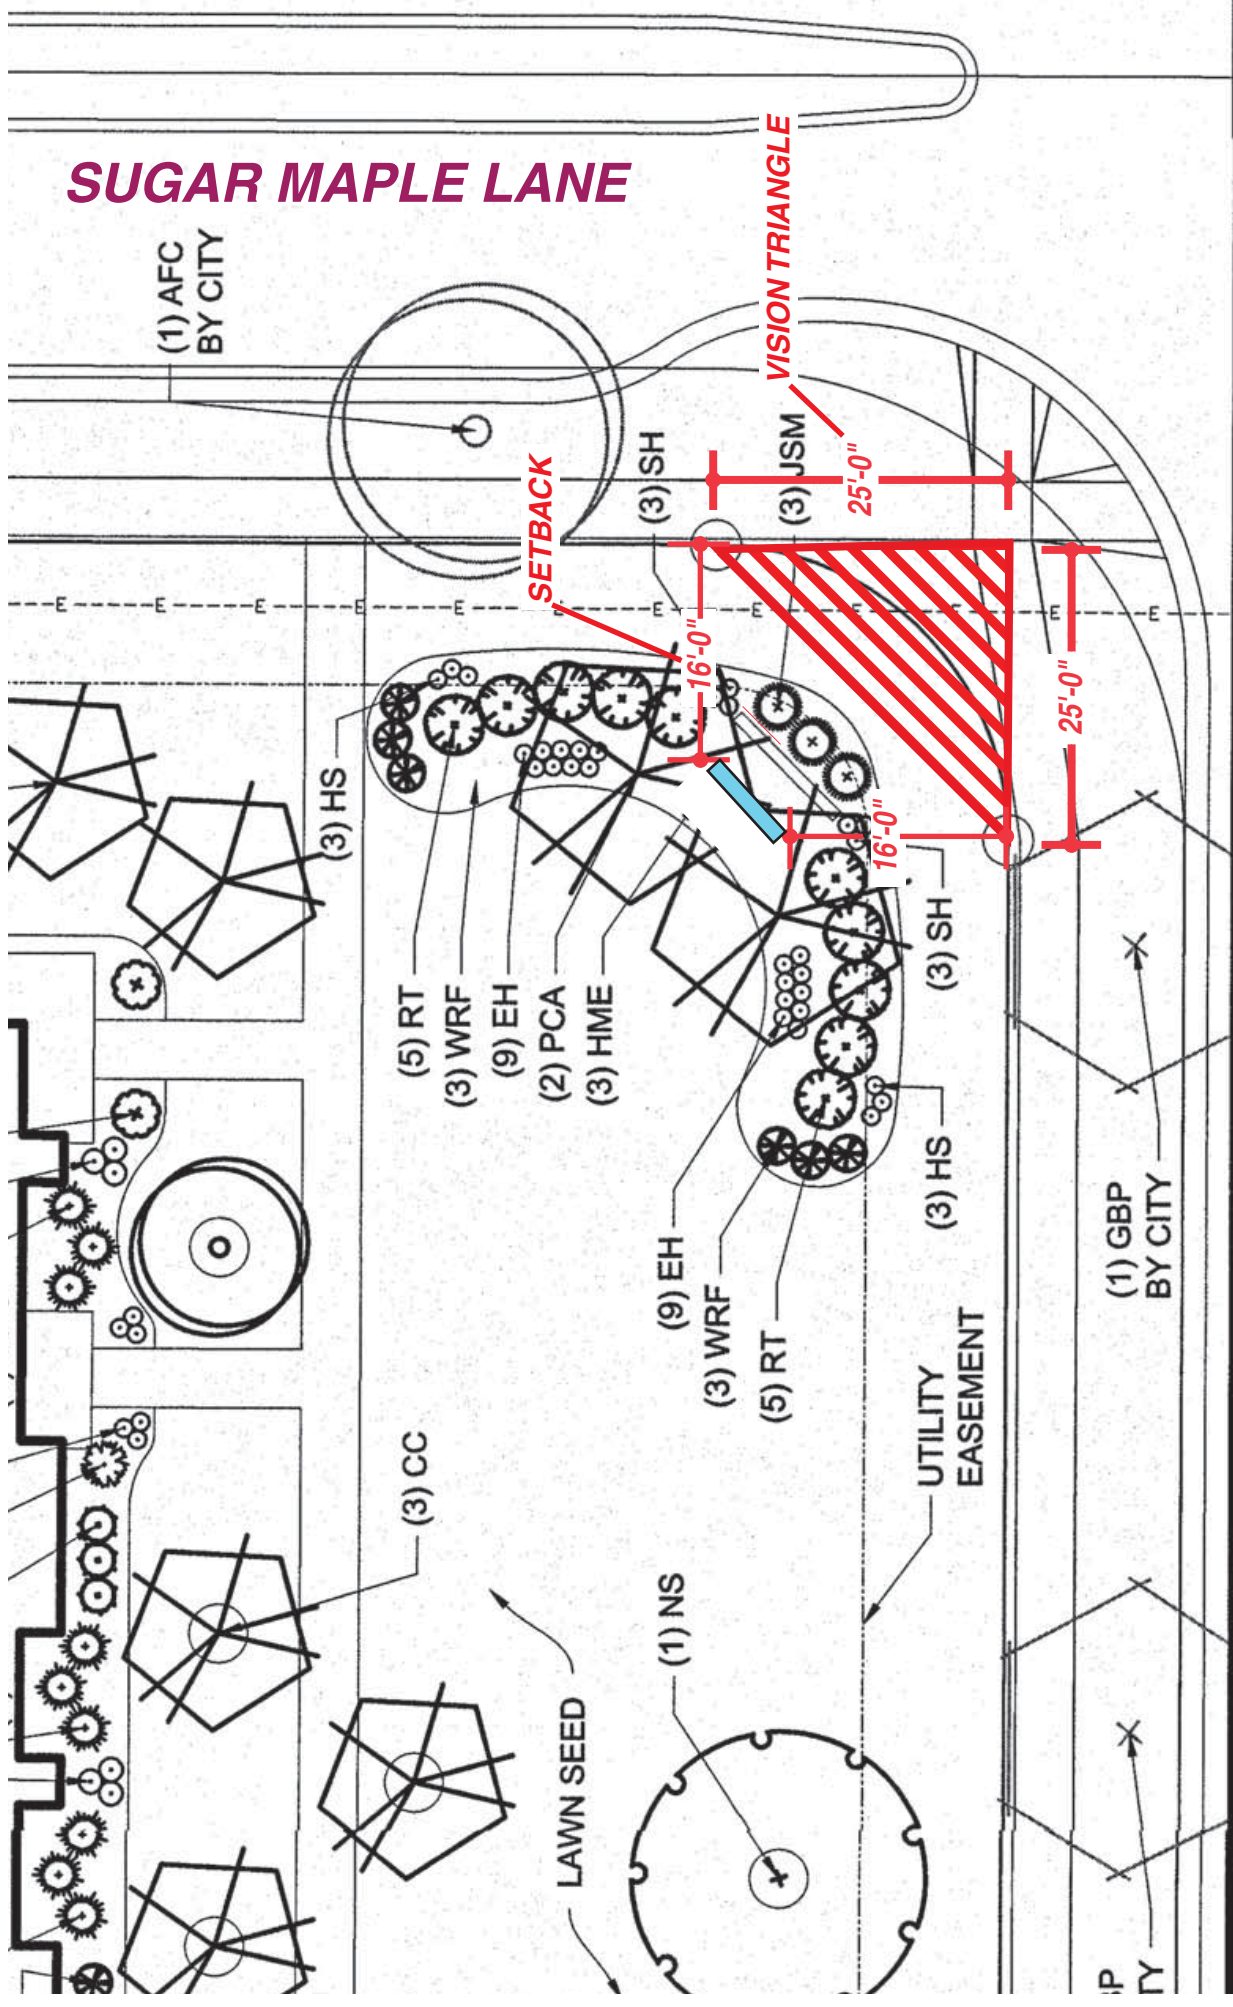 SUGAR MAPLE LANE
VISION TRIANGLE
(1) AFC
BY CITY
(3) SH
(3) JSM
25'-0"
SETBACK
E E E E E E E E E E
16'-0"
25'-0"
(3) HS
16'-0"
(3) SH
(5) RT
(3) WRF
(9) EH
(2) PCA
(3) HME
(3) HS
(1) GBP
BY CITY
(9) EH
(3) WRF
(5) RT
UTILITY
EASEMENT
(3) CC
(1) NS
LAWN SEED